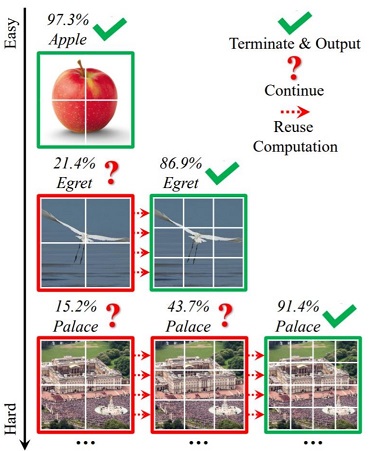 Easy
97.3%
Apple
Terminate & Output
?
Continue
Reuse
Computation
21.4%
Egret ?
86.9%
Egret
15.2%
Palace ?
43.7%
Palace ?
91.4%
Palace
Hard
...
...
...